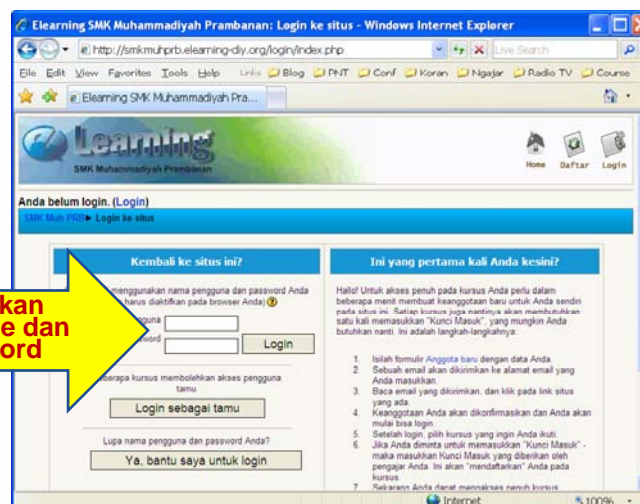 Elearning SMK Muhammadiyah Prambanan: Login ke situs - Windows Internet Explorer
http://smkmuhprb.elearning-diy.org/login/index.php
Live Search
File Edit View Favorites Tools Help Links Blog PNT Conf Koran Ngajar Radio TV Course
Elearning SMK Muhammadiyah Pra...
Learning
SMK Muhammadiyah Prambanan
Home Daftar Login
Anda belum login. (Login)
SMK Muh PRB► Login ke situs
Kembali ke situs ini?
menggunakan nama pengguna dan password Anda
harus diaktifkan pada browser Anda)
Login
beberapa kursus membolehkan akses pengguna
tamu
Login sebagai tamu
Lupa nama pengguna dan password Anda?
Ya, bantu saya untuk login
kan
e dan
ord
Ini yang pertama kali Anda kesini?
Hallo! Untuk akses penuh pada kursus Anda perlu dalam
beberapa menit membuat keanggotaan baru untuk Anda sendiri
pada situs ini. Setiap kursus juga nantinya akan membutuhkan
satu kali memasukkan "Kunci Masuk", yang mungkin Anda
butuhkan nanti. Ini adalah langkah-langkahnya:
1. Isilah formulir Anggota baru dengan data Anda.
2. Sebuah email akan dikirimkan ke alamat email yang
Anda masukkan.
3. Baca email yang dikirimkan, dan klik pada link situs
yang ada.
4. Keanggotaan Anda akan dikonfirmasikan dan Anda akan
mulai bisa login
5. Setelah login, pilih kursus yang ingin Anda ikuti.
6. Jika Anda diminta untuk memasukkan "Kunci Masuk" -
maka masukkan Kunci Masuk yang diberikan oleh
pengajar Anda. Ini akan "mendaftarkan" Anda pada
kursus.
7. Sekarang Anda dapat mengakses penuh kursus
Internet 100%